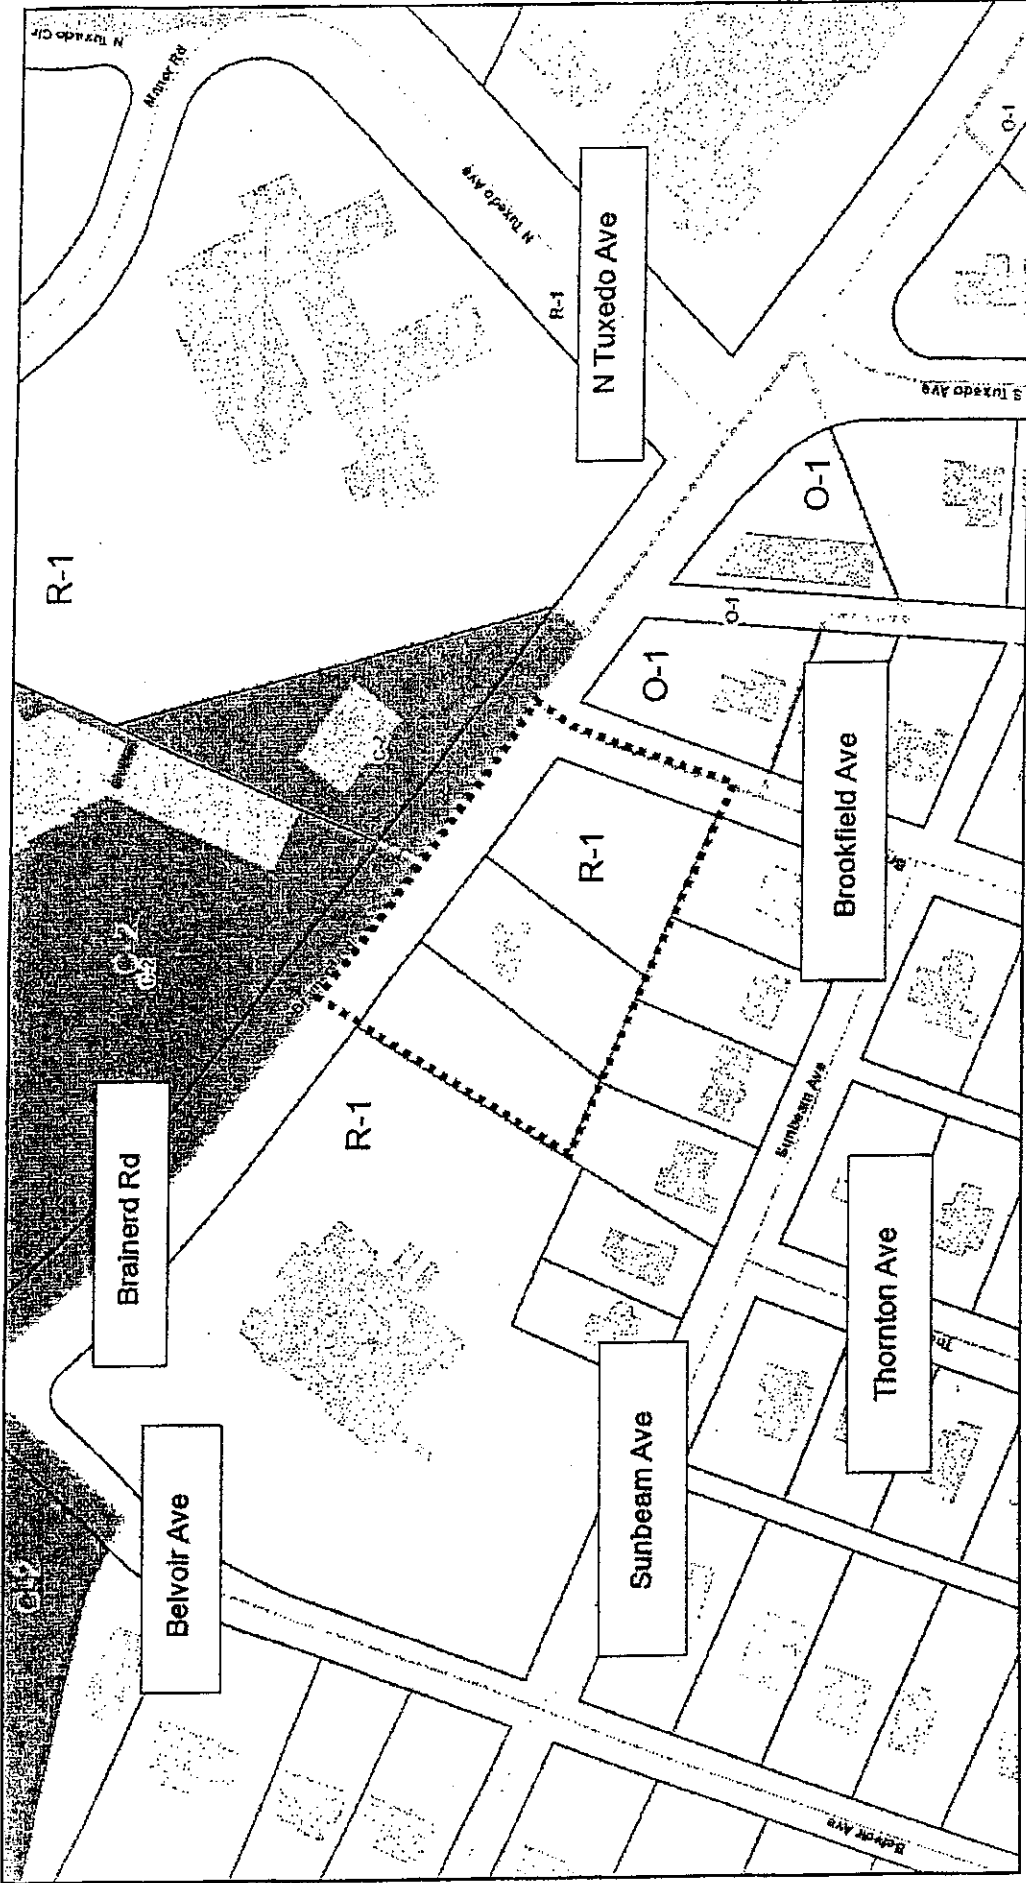 N Tuxedo Cir
Manor Rd
R-1
N Tuxedo Ave
R-1
N Tuxedo Ave
O-1
S Tuxedo Ave
O-1
O-1
O-1
R-1
Brookfield Ave
R-1
Brainerd Rd
Sunbeam Ave
Thornton Ave
Sunbeam Ave
Belvoir Ave
Belvoir Ave